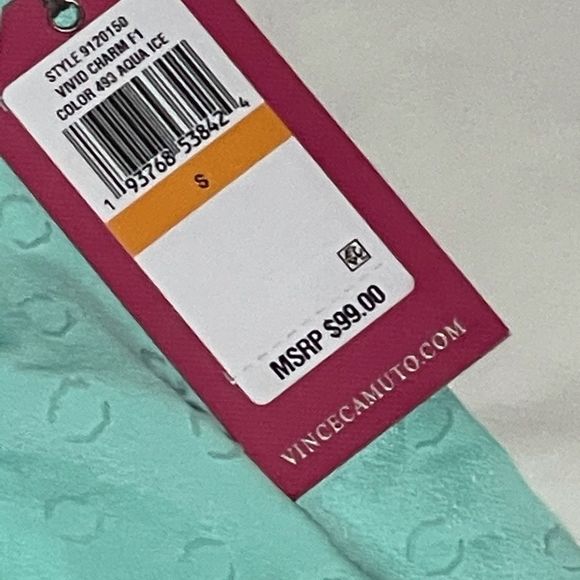 STYLE 9120150
VIVID CHARM F1
COLOR 493 AQUA ICE
1 93768 53842 4
S
MSRP $99.00
VINCECAMUTO.COM